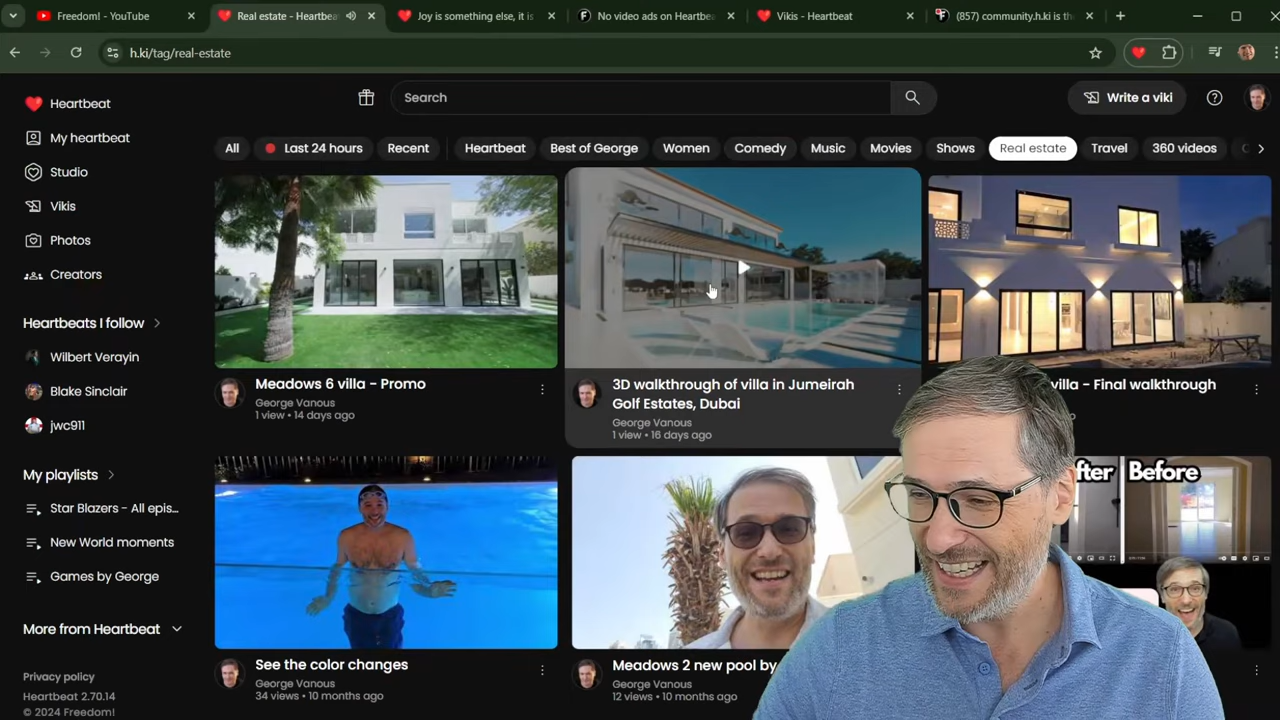 Freedom! - YouTube
Real estate - Heartbea
Joy is something else, it is
No video ads on Heartbea
Vikis - Heartbeat
(857) community.h.ki is th
h.ki/tag/real-estate
Heartbeat
Search
Write a viki
My heartbeat
Studio
Vikis
Photos
Creators
Heartbeats I follow
Wilbert Verayin
Blake Sinclair
jwc911
My playlists
Star Blazers - All epis...
New World moments
Games by George
More from Heartbeat
Privacy policy
Heartbeat 2.70.14
© 2024 Freedom!
All
Last 24 hours
Recent
Heartbeat
Best of George
Women
Comedy
Music
Movies
Shows
Real estate
Travel
360 videos
Meadows 6 villa - Promo
George Vanous
1 view • 14 days ago
3D walkthrough of villa in Jumeirah
Golf Estates, Dubai
George Vanous
1 view • 16 days ago
villa - Final walkthrough
See the color changes
George Vanous
34 views • 10 months ago
Meadows 2 new pool by
George Vanous
12 views • 10 months ago
fter
Before